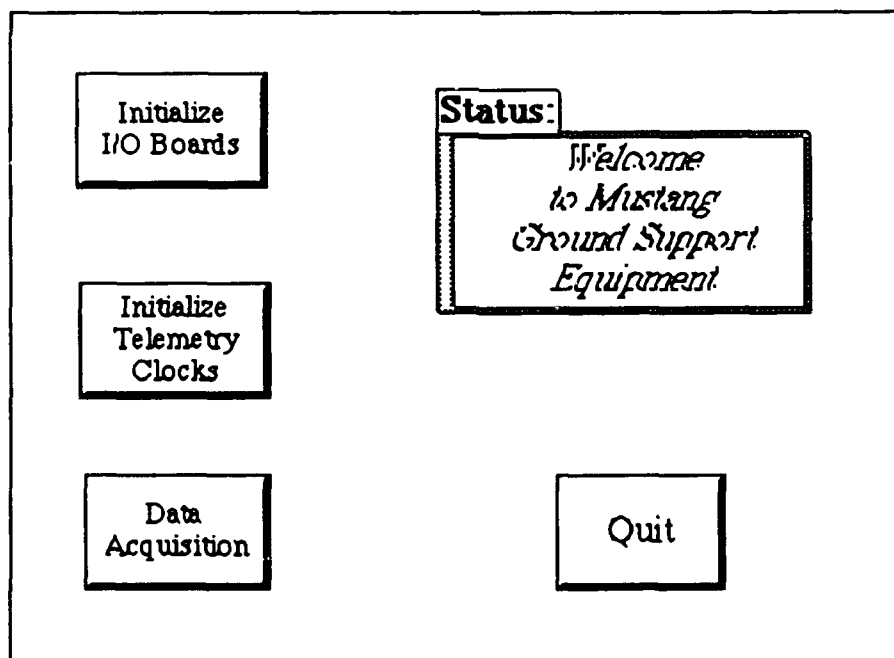 Initialize
I/O Boards
Status:
Welcome
to Mustang
Ground Support
Equipment
Initialize
Telemetry
Clocks
Data
Acquisition
Quit